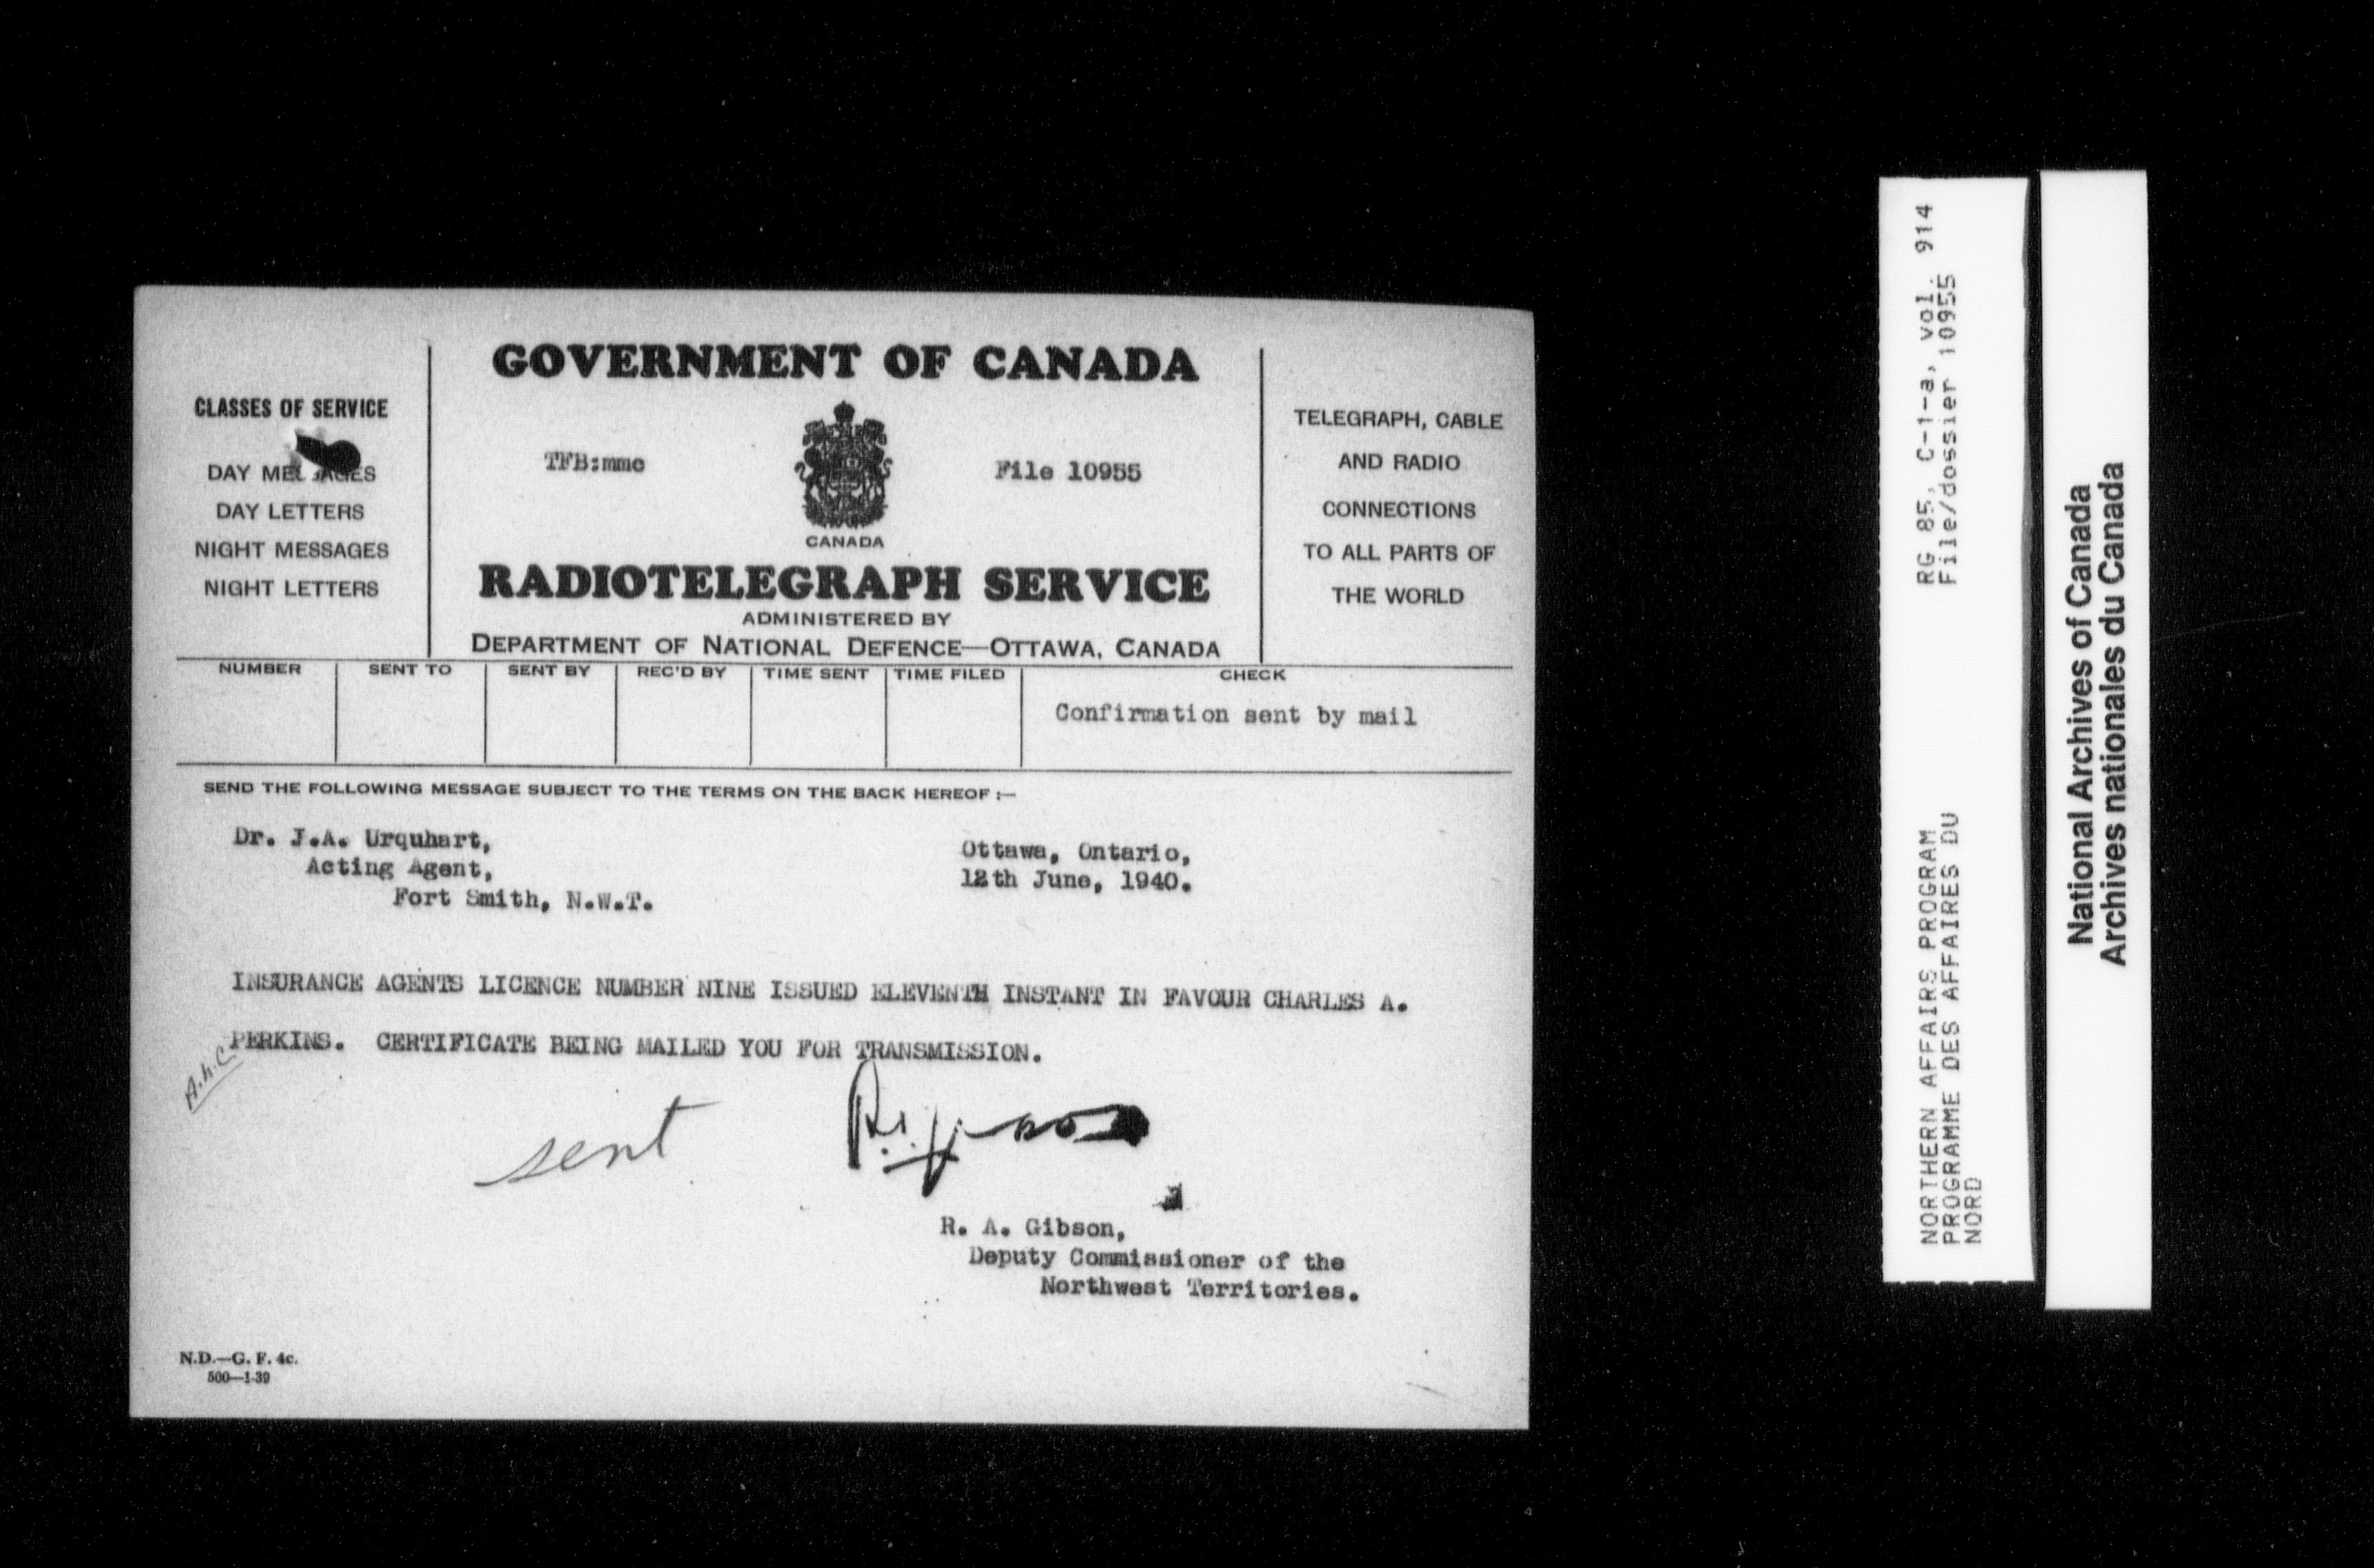 GOVERNMENT OF CANADA
CLASSES OF SERVICE
DAY MESSAGES
DAY LETTERS
NIGHT MESSAGES
NIGHT LETTERS
TFB:mmc
File 10955
CANADA
RADIOTELEGRAPH SERVICE
ADMINISTERED BY
DEPARTMENT OF NATIONAL DEFENCE—OTTAWA, CANADA
TELEGRAPH, CABLE
AND RADIO
CONNECTIONS
TO ALL PARTS OF
THE WORLD
NUMBER SENT TO SENT BY REC'D BY TIME SENT TIME FILED CHECK
Confirmation sent by mail
SEND THE FOLLOWING MESSAGE SUBJECT TO THE TERMS ON THE BACK HEREOF :—
Dr. J.A. Urquhart,
Acting Agent,
Fort Smith, N.W.T.
Ottawa, Ontario,
12th June, 1940.
INSURANCE AGENTS LICENCE NUMBER NINE ISSUED ELEVENTH INSTANT IN FAVOUR CHARLES A.
PERKINS. CERTIFICATE BEING MAILED YOU FOR TRANSMISSION.
sent
R. A. Gibson,
Deputy Commissioner of the
Northwest Territories.
N.D.—G. F. 4c.
500—1-39
RG 85, C-1-a, vol. 914
File/dossier 10955
NORTHERN AFFAIRS PROGRAM
PROGRAMME DES AFFAIRES DU
NORD
National Archives of Canada
Archives nationales du Canada